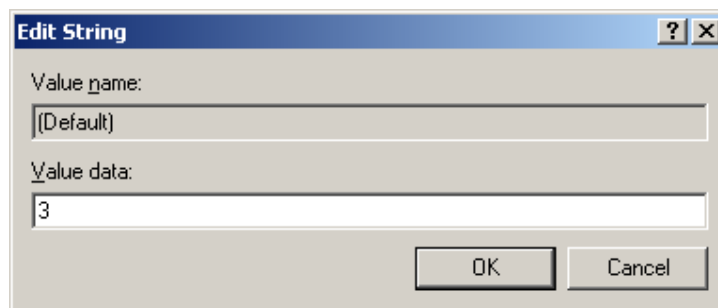 Edit String
Value name:
(Default)
Value data:
3
OK Cancel